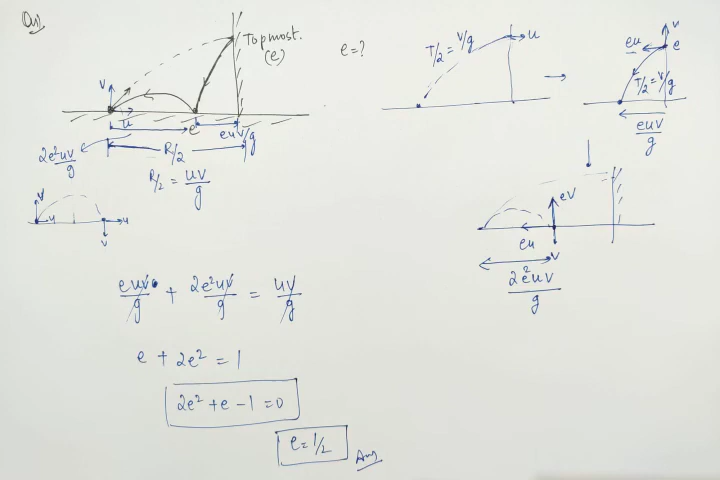 Qu)
Topmost.
(e)
e=?
v
u
e
euv/g
2e²uv/g
R/2
R/2 = uv/g
v
u
u
v
T/2 = v/g
u
v
eu
e
T/2 = v/g
euv/g
ev
eu
v
2e²uv/g
euv/g + 2e²uv/g = uv/g
e + 2e² = 1
2e² + e - 1 = 0
e = 1/2
Ans